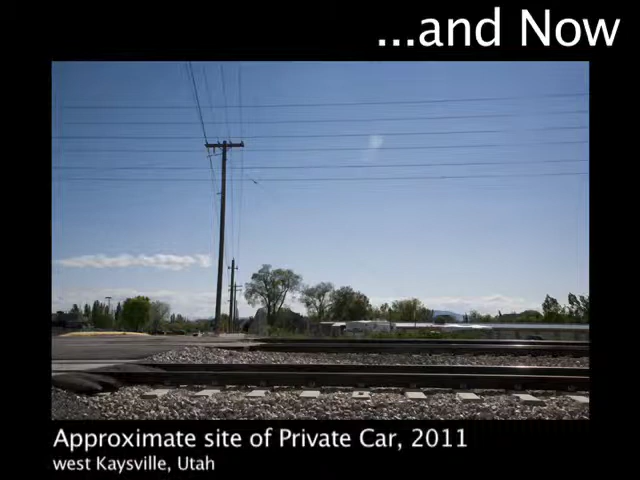 ...and Now
Approximate site of Private Car, 2011
west Kaysville, Utah